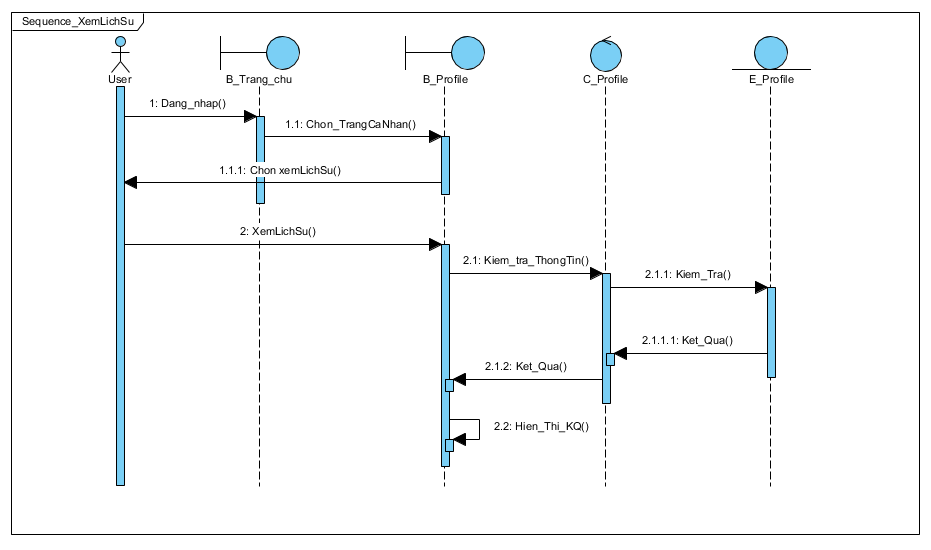 Sequence_XemLichSu
User
B_Trang_chu
B_Profile
C_Profile
E_Profile
1: Dang_nhap()
1.1: Chon_TrangCaNhan()
1.1.1: Chon xemLichSu()
2: XemLichSu()
2.1: Kiem_tra_ThongTin()
2.1.1: Kiem_Tra()
2.1.1.1: Ket_Qua()
2.1.2: Ket_Qua()
2.2: Hien_Thi_KQ()